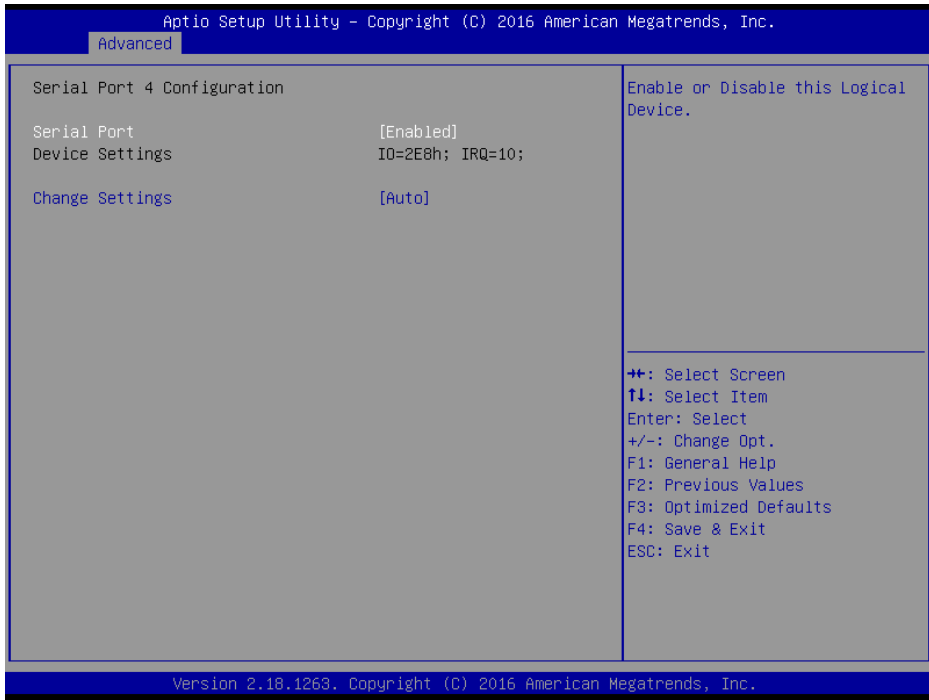 Aptio Setup Utility – Copyright (C) 2016 American Megatrends, Inc.
Advanced
Serial Port 4 Configuration
Serial Port [Enabled]
Device Settings IO=2E8h; IRQ=10;
Change Settings [Auto]
Enable or Disable this Logical
Device.
→←: Select Screen
↑↓: Select Item
Enter: Select
+/-: Change Opt.
F1: General Help
F2: Previous Values
F3: Optimized Defaults
F4: Save & Exit
ESC: Exit
Version 2.18.1263. Copyright (C) 2016 American Megatrends, Inc.